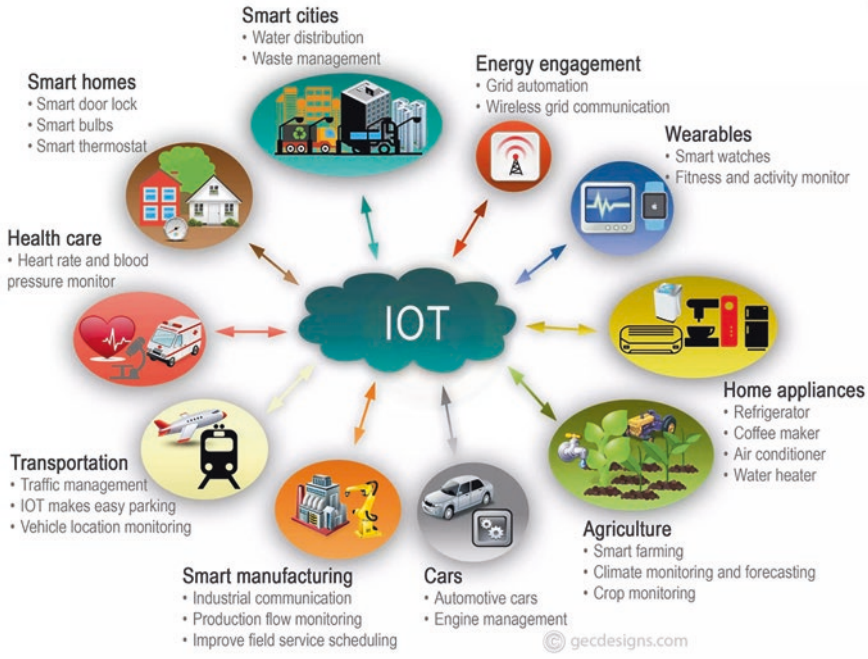 Smart cities
• Water distribution
• Waste management
Energy engagement
• Grid automation
• Wireless grid communication
Smart homes
• Smart door lock
• Smart bulbs
• Smart thermostat
Wearables
• Smart watches
• Fitness and activity monitor
Health care
• Heart rate and blood
pressure monitor
IOT
Home appliances
• Refrigerator
• Coffee maker
• Air conditioner
• Water heater
Transportation
• Traffic management
• IOT makes easy parking
• Vehicle location monitoring
Agriculture
• Smart farming
• Climate monitoring and forecasting
• Crop monitoring
Smart manufacturing
• Industrial communication
• Production flow monitoring
• Improve field service scheduling
Cars
• Automotive cars
• Engine management
© gecdesigns.com